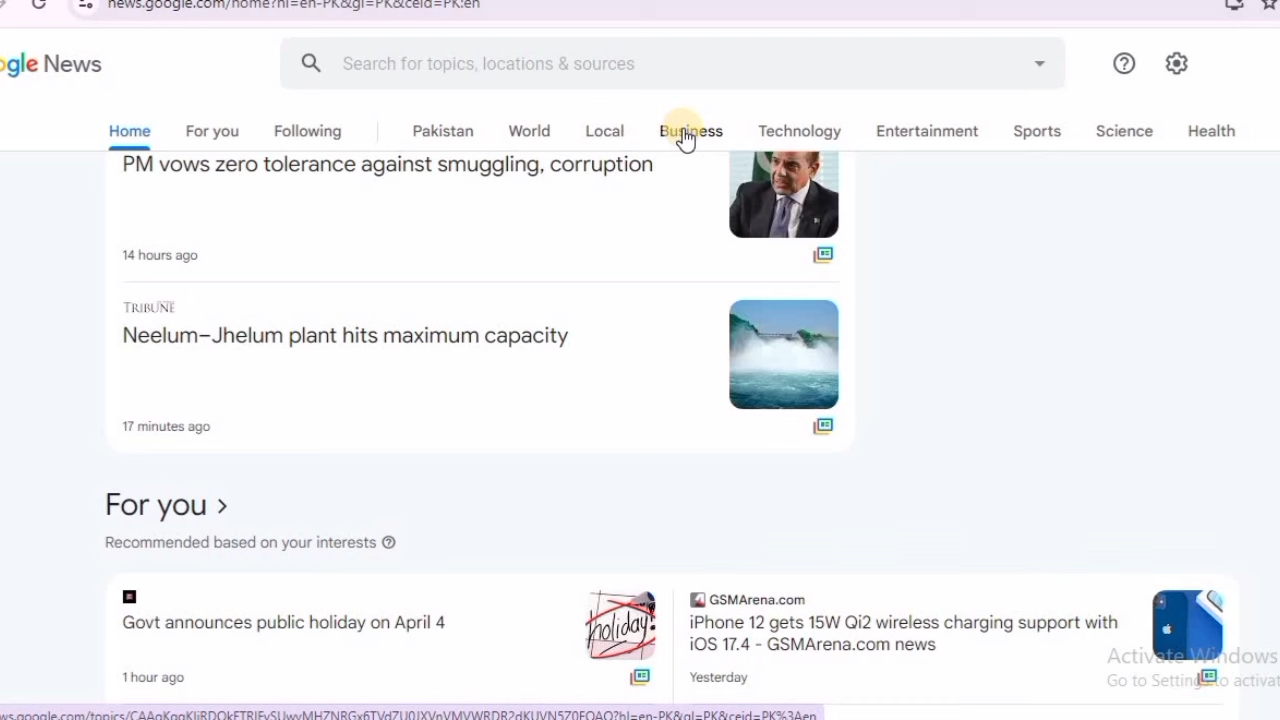 news.google.com/home?hl=en-PK&gl=PK&ceid=PK:en
ogle News
Search for topics, locations & sources
Home For you Following Pakistan World Local Business Technology Entertainment Sports Science Health
PM vows zero tolerance against smuggling, corruption
14 hours ago
TRIBUNE
Neelum–Jhelum plant hits maximum capacity
17 minutes ago
For you >
Recommended based on your interests
Govt announces public holiday on April 4
holiday!
1 hour ago
GSMArena.com
iPhone 12 gets 15W Qi2 wireless charging support with
iOS 17.4 - GSMArena.com news
Yesterday
Activate Windows
Go to Settings to activat